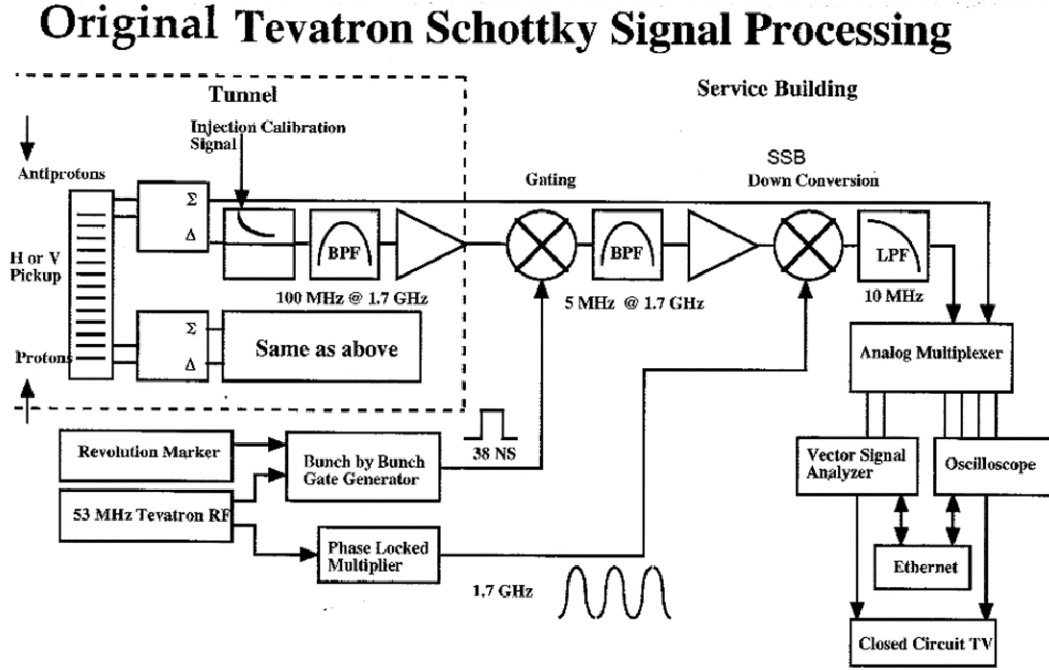 Original Tevatron Schottky Signal Processing
Tunnel
Service Building
Injection Calibration
Signal
SSB
Antiprotons
Gating
Down Conversion
Σ
Δ
H or V
Pickup
BPF
BPF
LPF
100 MHz @ 1.7 GHz
5 MHz @ 1.7 GHz
10 MHz
Σ
Δ
Same as above
Protons
Analog Multiplexer
Revolution Marker
Bunch by Bunch
Gate Generator
38 NS
Vector Signal
Analyzer
Oscilloscope
53 MHz Tevatron RF
Phase Locked
Multiplier
1.7 GHz
Ethernet
Closed Circuit TV